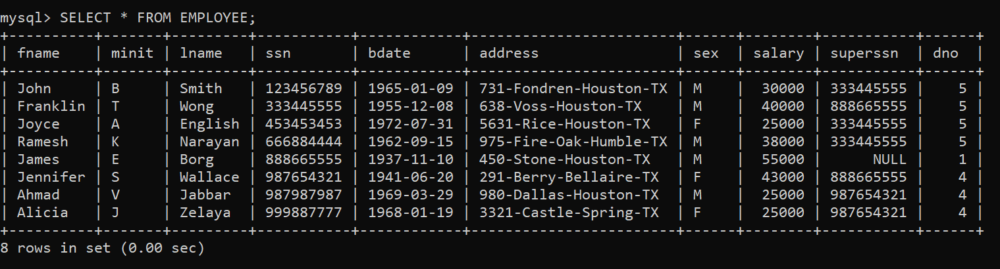 mysql> SELECT * FROM EMPLOYEE;
+----------+-------+---------+-----------+------------+-------------------------+------+--------+-----------+------+
| fname    | minit | lname   | ssn       | bdate      | address                 | sex  | salary | superssn  | dno  |
+----------+-------+---------+-----------+------------+-------------------------+------+--------+-----------+------+
| John     | B     | Smith   | 123456789 | 1965-01-09 | 731-Fondren-Houston-TX | M    |  30000 | 333445555 |    5 |
| Franklin | T     | Wong    | 333445555 | 1955-12-08 | 638-Voss-Houston-TX    | M    |  40000 | 888665555 |    5 |
| Joyce    | A     | English | 453453453 | 1972-07-31 | 5631-Rice-Houston-TX   | F    |  25000 | 333445555 |    5 |
| Ramesh   | K     | Narayan | 666884444 | 1962-09-15 | 975-Fire-Oak-Humble-TX | M    |  38000 | 333445555 |    5 |
| James    | E     | Borg    | 888665555 | 1937-11-10 | 450-Stone-Houston-TX   | M    |  55000 |      NULL |    1 |
| Jennifer | S     | Wallace | 987654321 | 1941-06-20 | 291-Berry-Bellaire-TX  | F    |  43000 | 888665555 |    4 |
| Ahmad    | V     | Jabbar  | 987987987 | 1969-03-29 | 980-Dallas-Houston-TX  | M    |  25000 | 987654321 |    4 |
| Alicia   | J     | Zelaya  | 999887777 | 1968-01-19 | 3321-Castle-Spring-TX  | F    |  25000 | 987654321 |    4 |
+----------+-------+---------+-----------+------------+-------------------------+------+--------+-----------+------+
8 rows in set (0.00 sec)